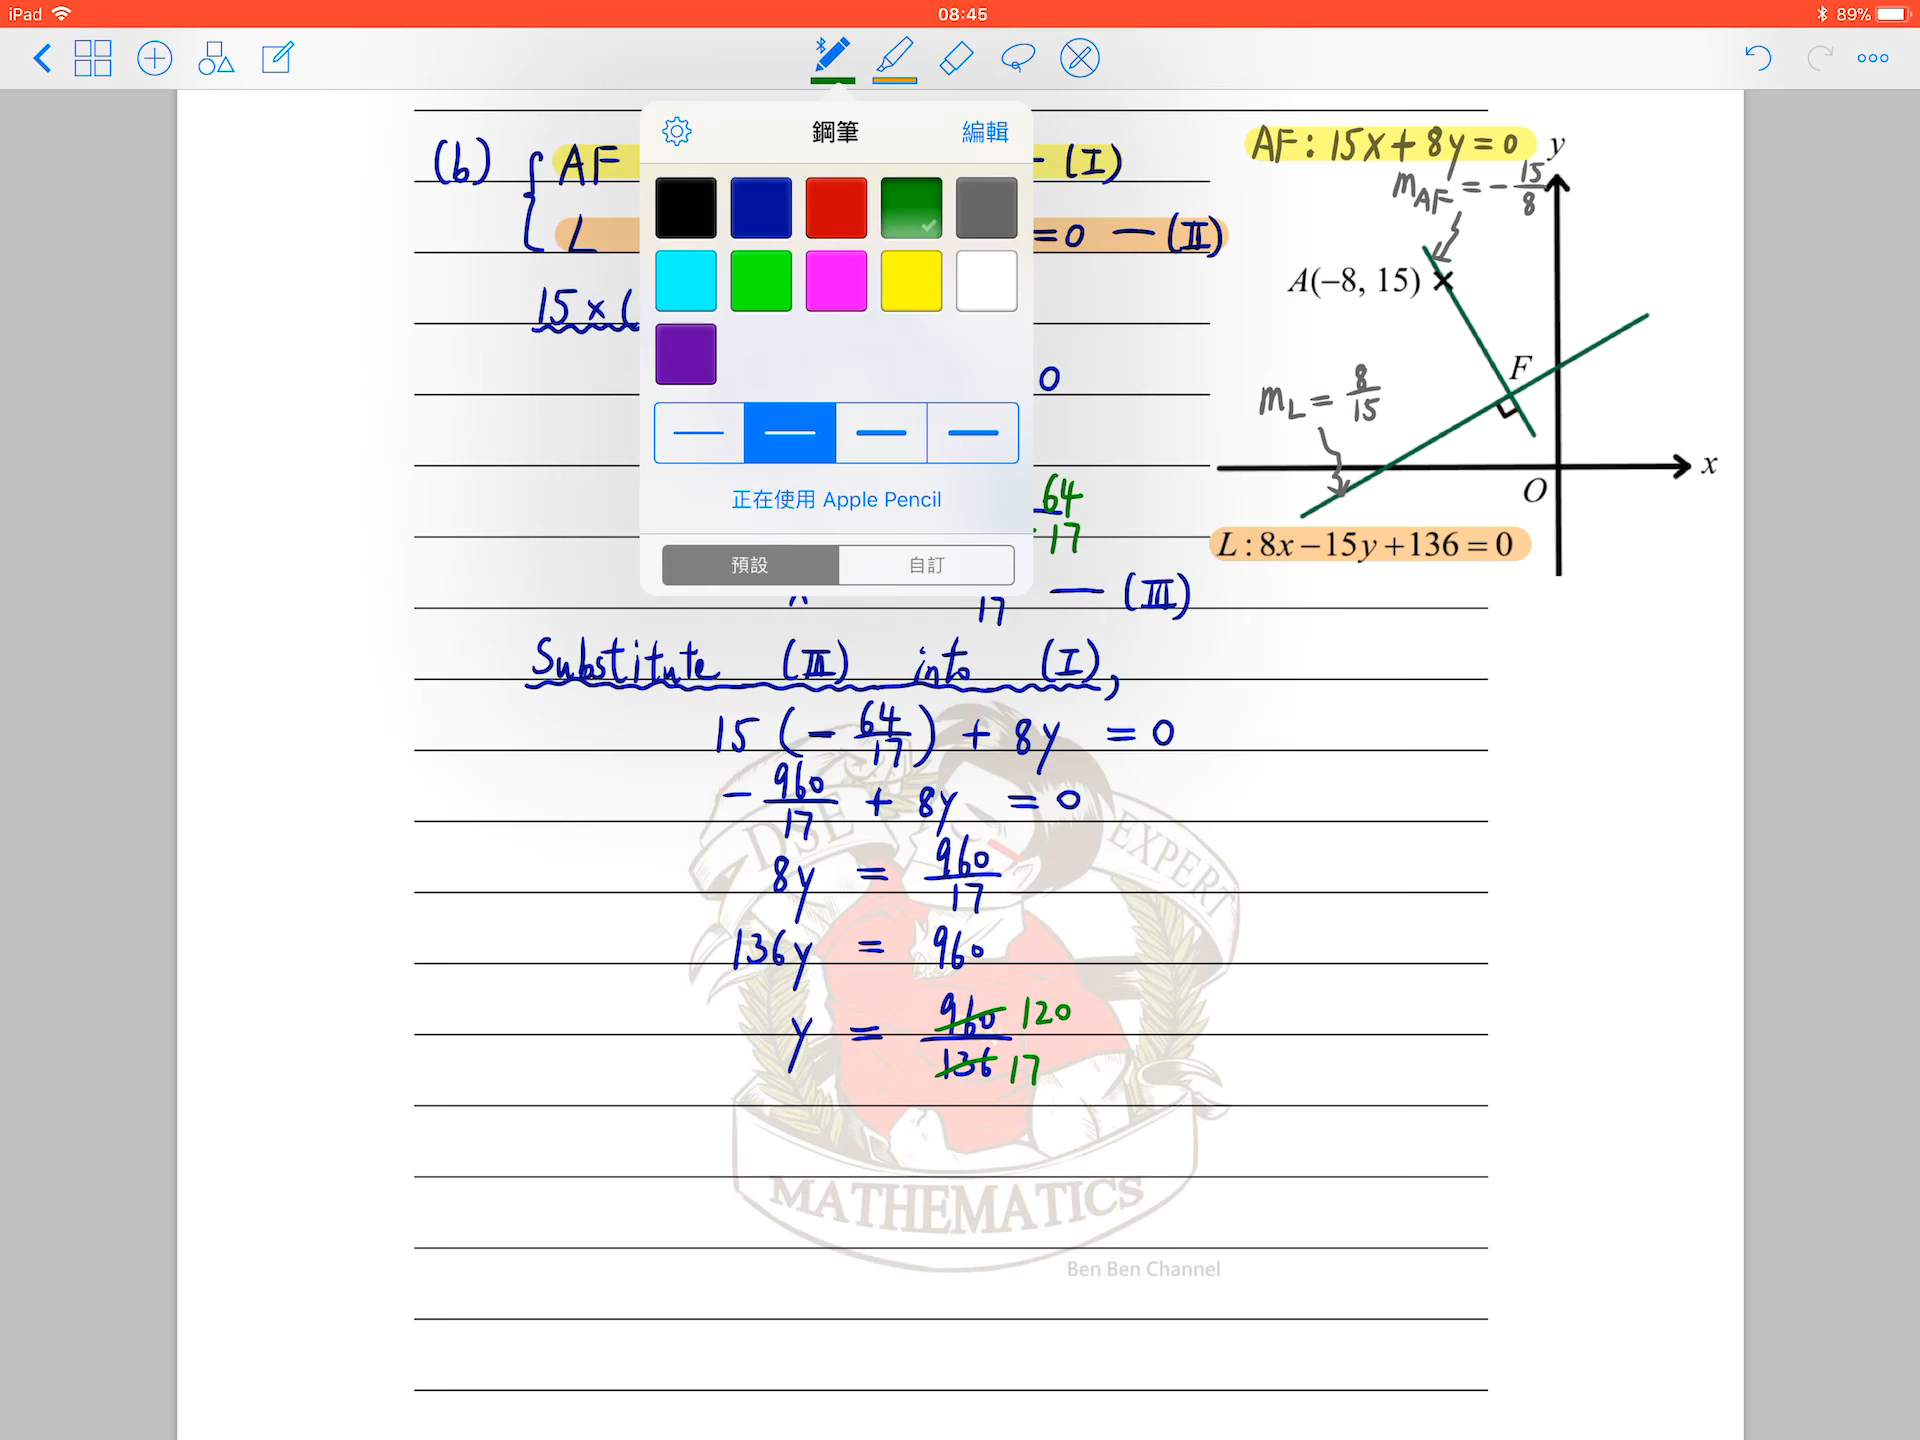 iPad 08:45 89%
鋼筆 編輯
正在使用 Apple Pencil
預設 自訂
(b) { AF — (I)
L =0 — (II)
15 × (
0
64
17
17 — (III)
Substitute (III) into (I),
15 (- 64/17) + 8y = 0
- 960/17 + 8y = 0
8y = 960/17
136y = 960
y = 960/136 120/17
AF: 15x + 8y = 0
m_AF = - 15/8
y
A(−8, 15)
F
m_L = 8/15
x
O
L : 8x − 15y + 136 = 0
DSE EXPERT
MATHEMATICS
Ben Ben Channel